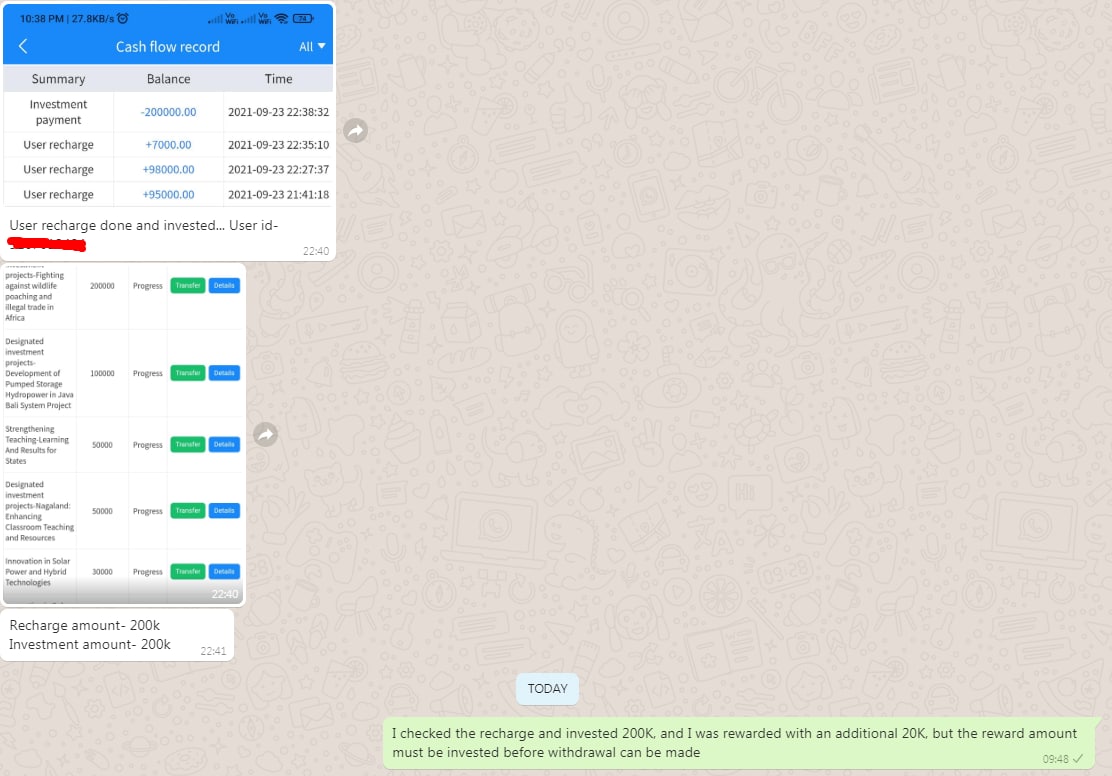 10:38 PM | 27.8KB/s
Vo WiFi Vo WiFi 74
Cash flow record All
Summary Balance Time
Investment
payment
-200000.00 2021-09-23 22:38:32
User recharge +7000.00 2021-09-23 22:35:10
User recharge +98000.00 2021-09-23 22:27:37
User recharge +95000.00 2021-09-23 21:41:18
User recharge done and invested... User id-
22:40
projects-Fighting
against wildlife
poaching and
illegal trade in
Africa
200000 Progress Transfer Details
Designated
investment
projects-
Development of
Pumped Storage
Hydropower in Java
Bali System Project
100000 Progress Transfer Details
Strengthening
Teaching-Learning
And Results for
States
50000 Progress Transfer Details
Designated
investment
projects-Nagaland:
Enhancing
Classroom Teaching
and Resources
50000 Progress Transfer Details
Innovation in Solar
Power and Hybrid
Technologies
30000 Progress Transfer Details
22:40
Recharge amount- 200k
Investment amount- 200k
22:41
TODAY
I checked the recharge and invested 200K, and I was rewarded with an additional 20K, but the reward amount
must be invested before withdrawal can be made
09:48